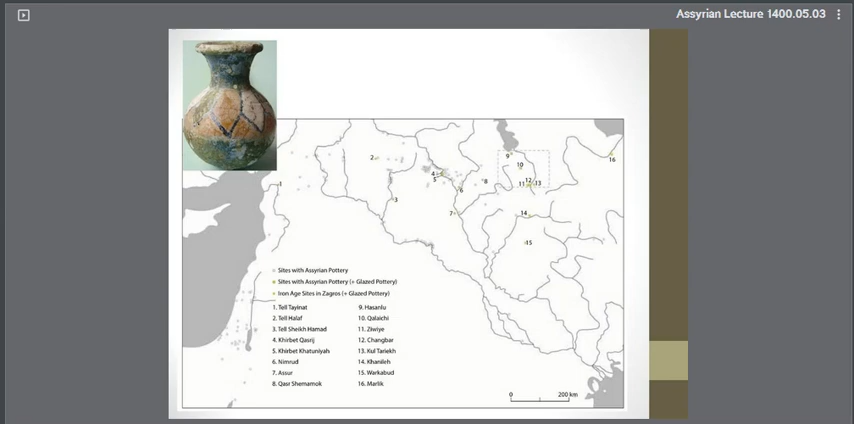 Assyrian Lecture 1400.05.03
9
16
2
10
4
5
8
12
11
13
1
6
3
7
14
15
Sites with Assyrian Pottery
Sites with Assyrian Pottery (+ Glazed Pottery)
Iron Age Sites in Zagros (+ Glazed Pottery)
1. Tell Tayinat
2. Tell Halaf
3. Tell Sheikh Hamad
4. Khirbet Qasrij
5. Khirbet Khatuniyah
6. Nimrud
7. Assur
8. Qasr Shemamok
9. Hasanlu
10. Qalaichi
11. Ziwiye
12. Changbar
13. Kul Tariekh
14. Khanileh
15. Warkabud
16. Marlik
0 200 km